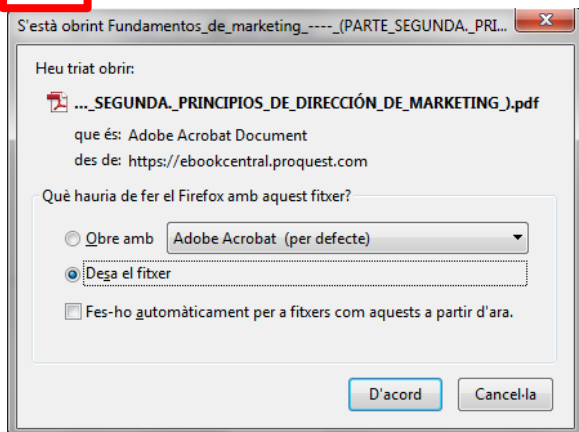 S'està obrint Fundamentos_de_marketing_----_(PARTE_SEGUNDA._PRI...
Heu triat obrir:
..._SEGUNDA._PRINCIPIOS_DE_DIRECCIÓN_DE_MARKETING_).pdf
que és: Adobe Acrobat Document
des de: https://ebookcentral.proquest.com
Què hauria de fer el Firefox amb aquest fitxer?
Obre amb Adobe Acrobat (per defecte)
Desa el fitxer
Fes-ho automàticament per a fitxers com aquests a partir d'ara.
D'acord Cancel·la